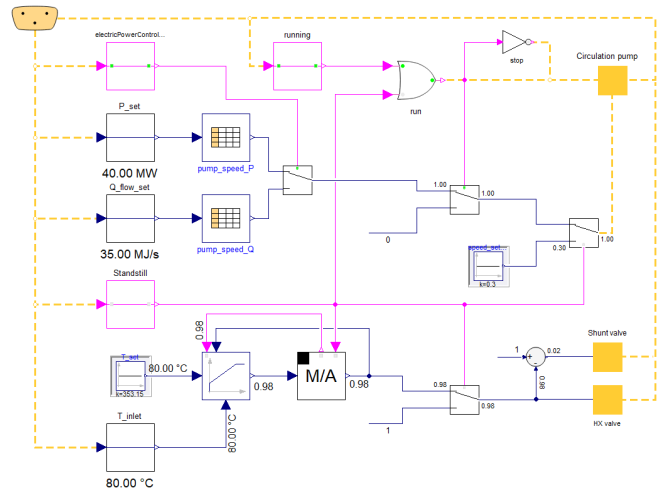 electricPowerControl...
running
stop
Circulation pump
run
P_set
pump_speed_P
40.00 MW
Q_flow_set
pump_speed_Q
35.00 MJ/s
1.00
1.00
0
1.00
0.30
k=0.3
Standstill
0.98
T_set
80.00 °C
k=353.15
0.98
M/A
0.98
0.98
0.98
1
1
+
-
0.02
0.98
Shunt valve
HX valve
T_inlet
80.00 °C
80.00 °C